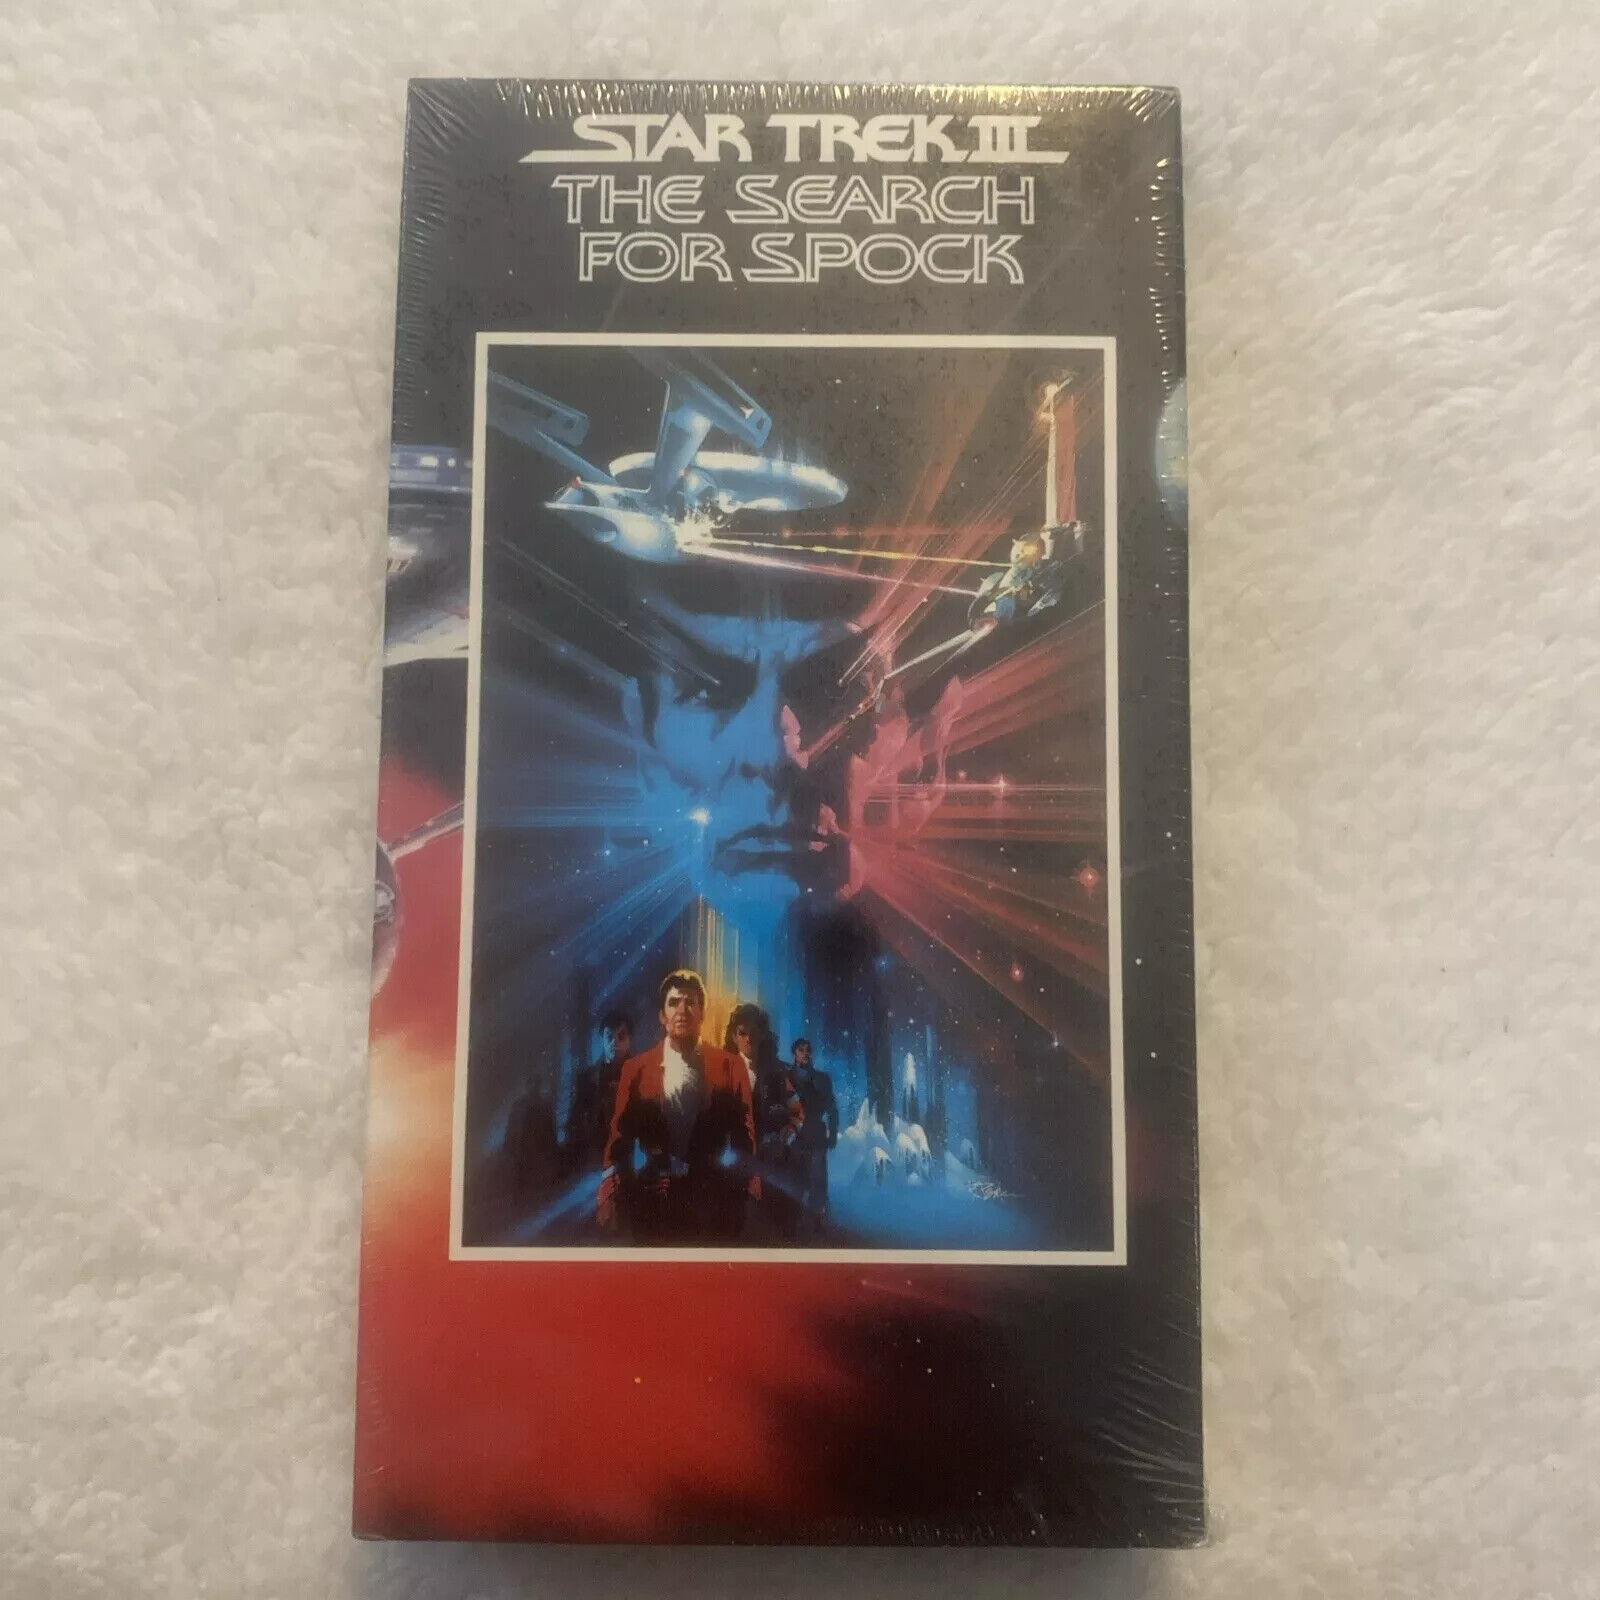 STAR TREK III
THE SEARCH
FOR SPOCK